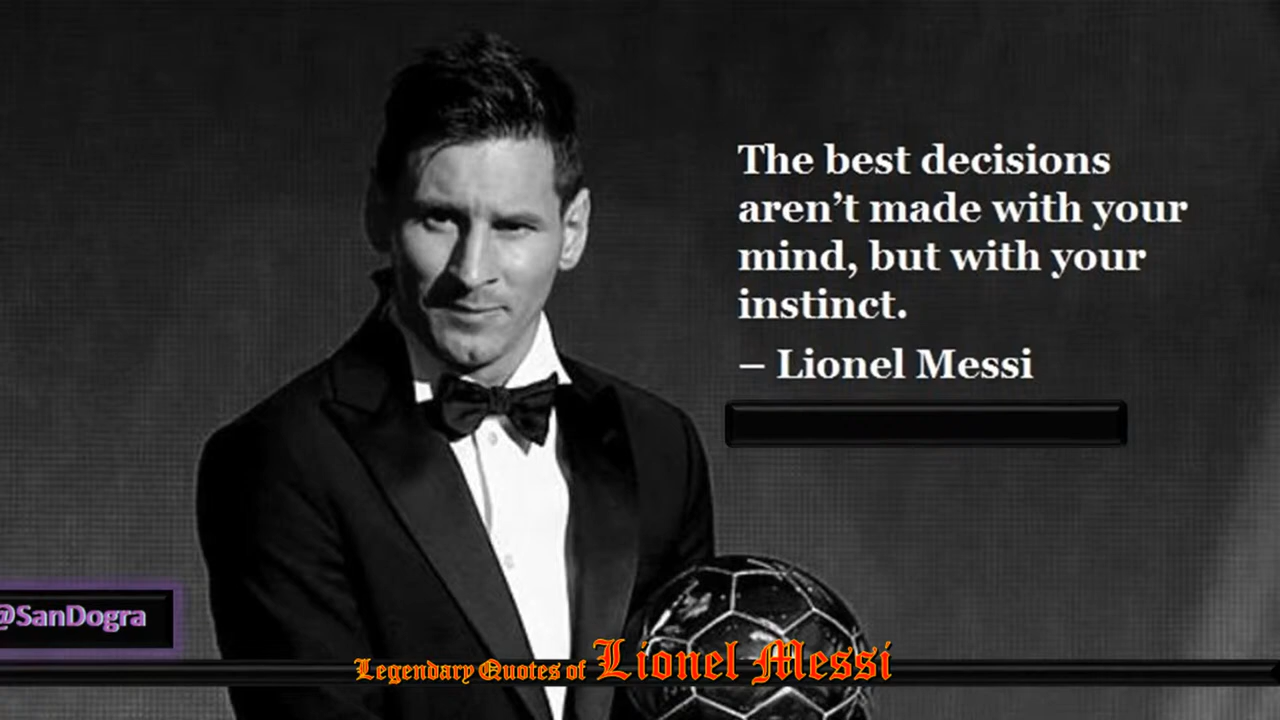 The best decisions
aren’t made with your
mind, but with your
instinct.
– Lionel Messi
@SanDogra
Legendary Quotes of Lionel Messi